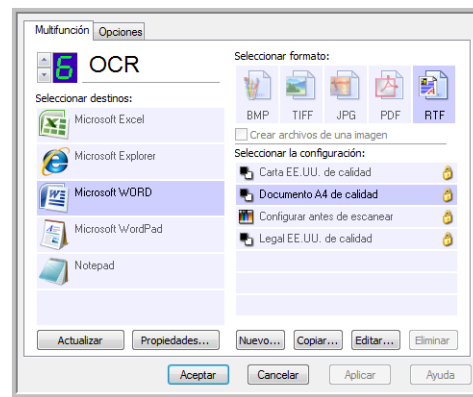 Multifunción Opciones
6 OCR
Seleccionar destinos:
Microsoft Excel
Microsoft Explorer
Microsoft WORD
Microsoft WordPad
Notepad
Actualizar Propiedades...
Seleccionar formato:
BMP TIFF JPG PDF RTF
Crear archivos de una imagen
Seleccionar la configuración:
Carta EE.UU. de calidad
Documento A4 de calidad
Configurar antes de escanear
Legal EE.UU. de calidad
Nuevo... Copiar... Editar... Eliminar
Aceptar Cancelar Aplicar Ayuda